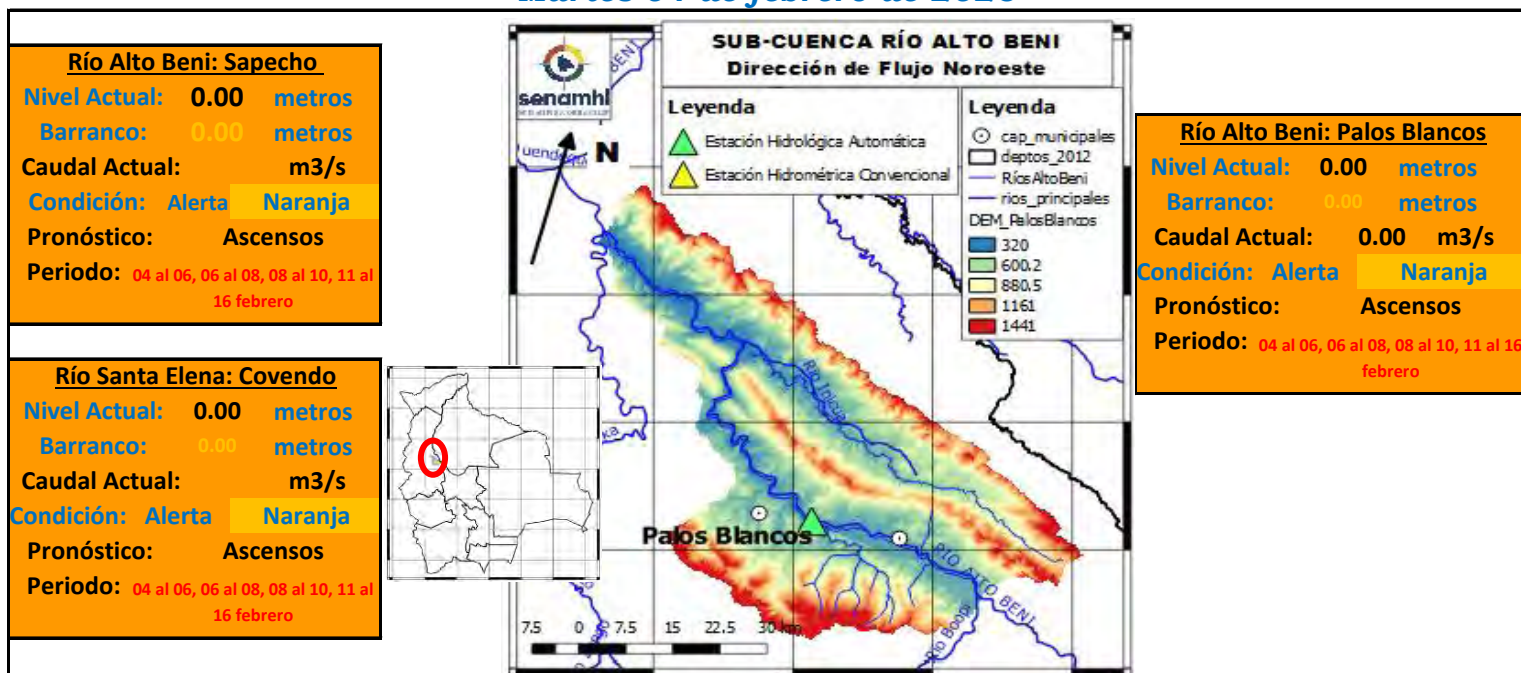 Río Alto Beni: Sapecho
Nivel Actual: 0.00 metros
Barranco: 0.00 metros
Caudal Actual: m3/s
Condición: Alerta Naranja
Pronóstico: Ascensos
Periodo: 04 al 06, 06 al 08, 08 al 10, 11 al
16 febrero
Río Santa Elena: Covendo
Nivel Actual: 0.00 metros
Barranco: 0.00 metros
Caudal Actual: m3/s
Condición: Alerta Naranja
Pronóstico: Ascensos
Periodo: 04 al 06, 06 al 08, 08 al 10, 11 al
16 febrero
senamhi
SUB-CUENCA RÍO ALTO BENI
Dirección de Flujo Noroeste
Leyenda
Estación Hidrológica Automática
Estación Hidrométrica Convencional
Leyenda
cap_municipales
deptos_2012
RíosAltoBeni
rios_principales
DEM_PalosBlancos
320
600.2
880.5
1161
1441
N
BENI
Río Inicua
Palos Blancos
RÍO ALTO BENI
Río Boopi
7.5 0 7.5 15 22.5 30 km
Río Alto Beni: Palos Blancos
Nivel Actual: 0.00 metros
Barranco: 0.00 metros
Caudal Actual: 0.00 m3/s
Condición: Alerta Naranja
Pronóstico: Ascensos
Periodo: 04 al 06, 06 al 08, 08 al 10, 11 al 16
febrero